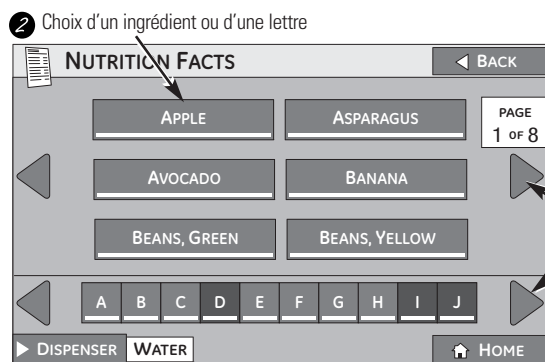 2 Choix d'un ingrédient ou d'une lettre
NUTRITION FACTS
BACK
APPLE
ASPARAGUS
PAGE
1 OF 8
AVOCADO
BANANA
BEANS, GREEN
BEANS, YELLOW
A B C D E F G H I J
DISPENSER
WATER
HOME